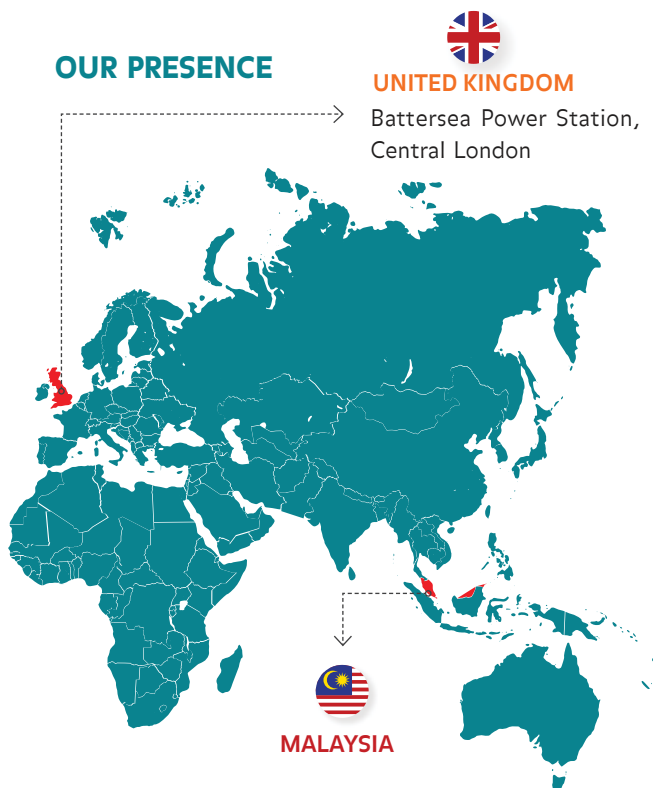 OUR PRESENCE
UNITED KINGDOM
Battersea Power Station,
Central London
MALAYSIA